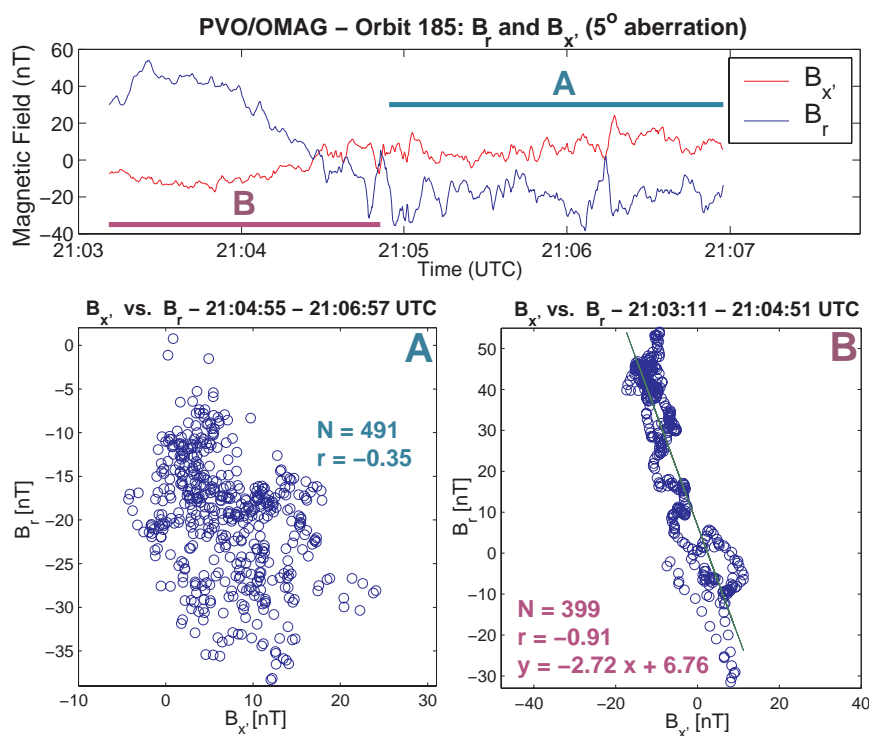 PVO/OMAG – Orbit 185: Br and Bx' (5o aberration)
Magnetic Field (nT)
60
40
20
0
−20
−40
A
B
Bx'
Br
21:03
21:04
21:05
21:06
21:07
Time (UTC)
Bx' vs. Br – 21:04:55 – 21:06:57 UTC
A
0
−5
−10
−15
−20
−25
−30
−35
Br [nT]
N = 491
r = −0.35
−10
0
10
20
30
Bx' [nT]
Bx' vs. Br – 21:03:11 – 21:04:51 UTC
B
50
40
30
20
10
0
−10
−20
−30
Br [nT]
N = 399
r = −0.91
y = −2.72 x + 6.76
−40
−20
0
20
40
Bx' [nT]